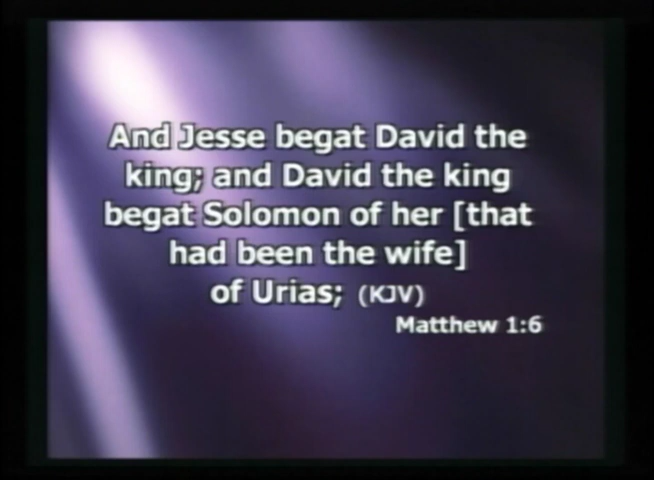 And Jesse begat David the
king; and David the king
begat Solomon of her [that
had been the wife]
of Urias; (KJV)
Matthew 1:6